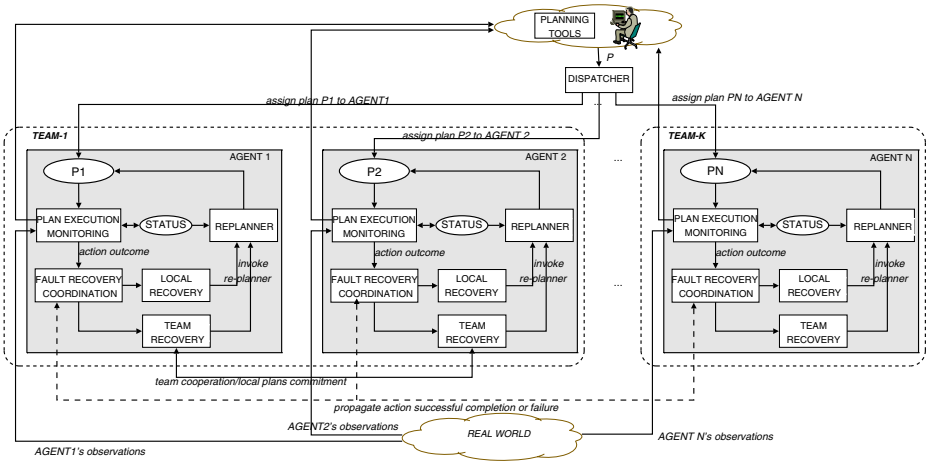 PLANNING
TOOLS
P
DISPATCHER
assign plan P1 to AGENT1
...
assign plan PN to AGENT N
TEAM-1
assign plan P2 to AGENT 2
TEAM-K
AGENT 1
P1
PLAN EXECUTION
MONITORING
STATUS
REPLANNER
action outcome
invoke
re-planner
FAULT RECOVERY
COORDINATION
LOCAL
RECOVERY
TEAM
RECOVERY
AGENT 2
P2
PLAN EXECUTION
MONITORING
STATUS
REPLANNER
action outcome
invoke
re-planner
FAULT RECOVERY
COORDINATION
LOCAL
RECOVERY
TEAM
RECOVERY
...
...
AGENT N
PN
PLAN EXECUTION
MONITORING
STATUS
REPLANNER
action outcome
invoke
re-planner
FAULT RECOVERY
COORDINATION
LOCAL
RECOVERY
TEAM
RECOVERY
team cooperation/local plans commitment
propagate action successful completion or failure
AGENT2's observations
REAL WORLD
AGENT N's observations
AGENT1's observations